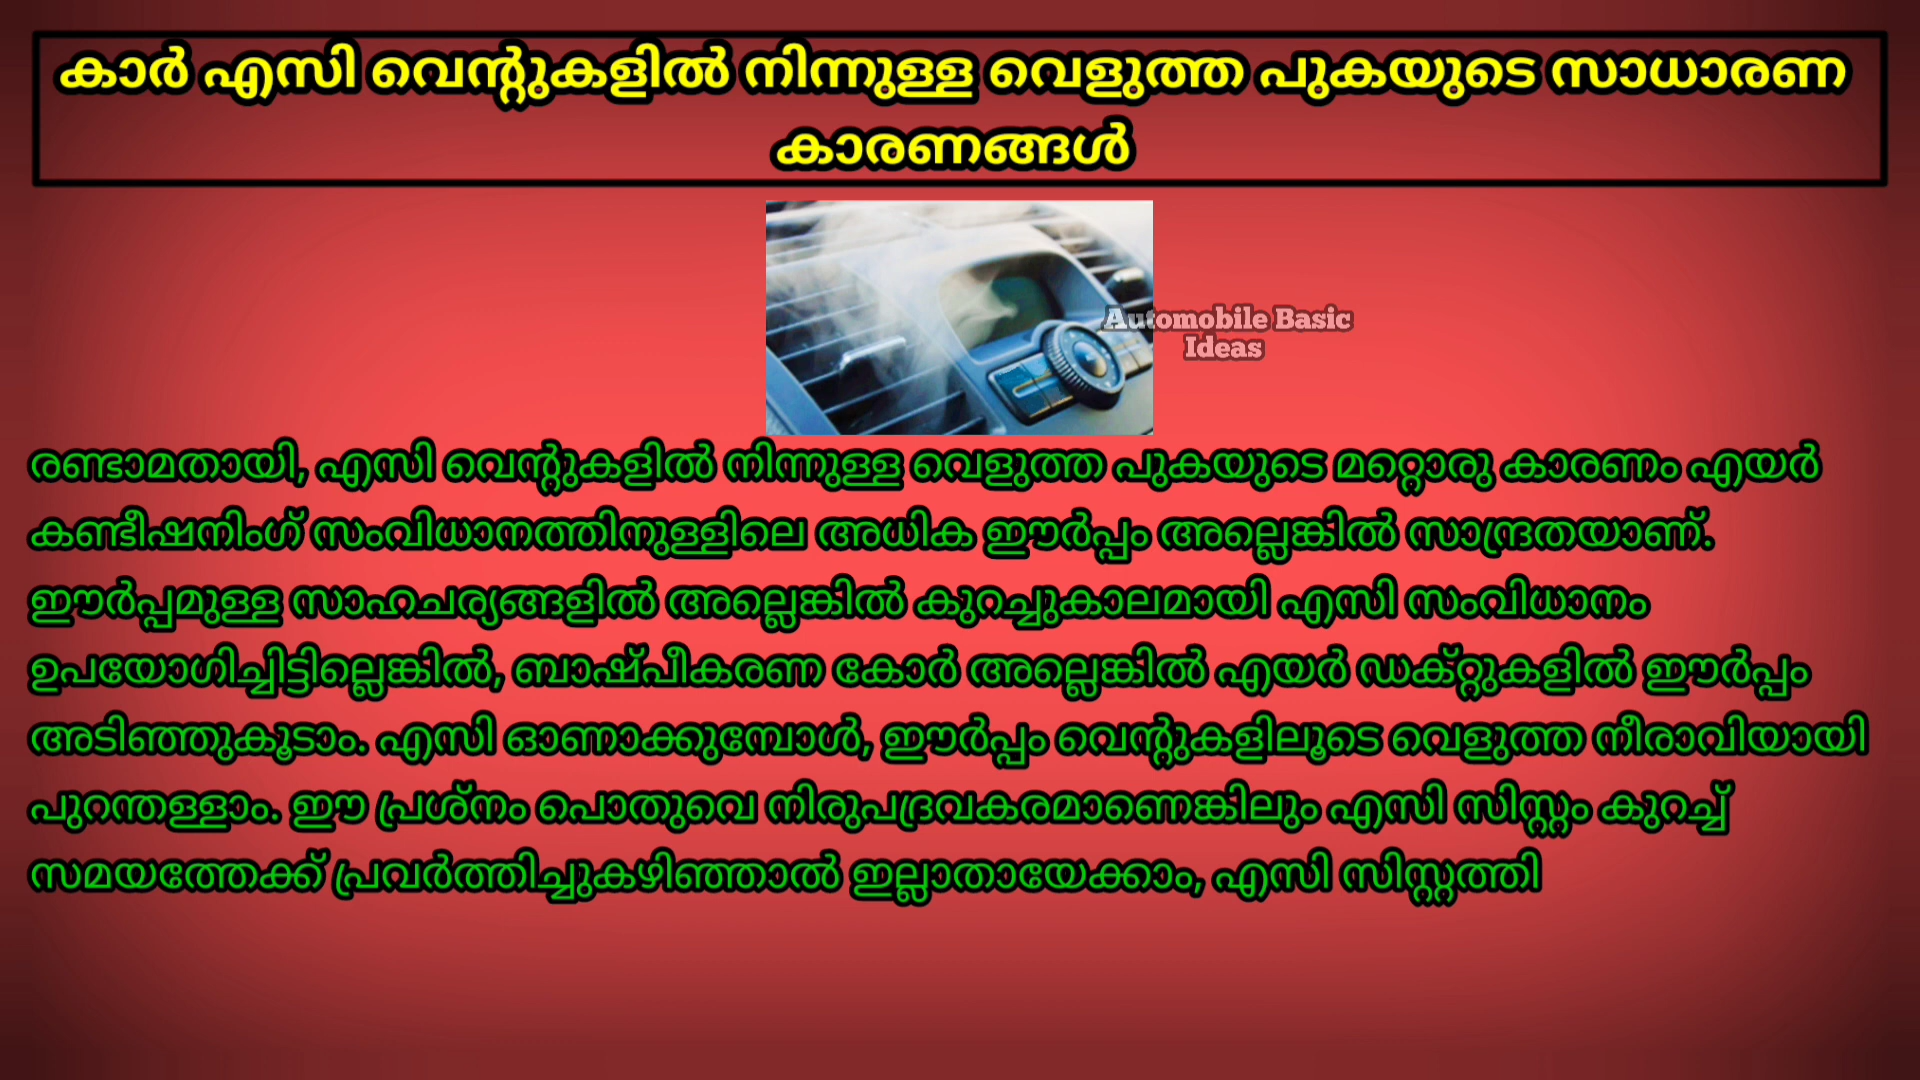 കാർ എസി വെന്റുകളിൽ നിന്നുള്ള വെളുത്ത പുകയുടെ സാധാരണ
കാരണങ്ങൾ
Automobile Basic
Ideas
രണ്ടാമതായി, എസി വെന്റുകളിൽ നിന്നുള്ള വെളുത്ത പുകയുടെ മറ്റൊരു കാരണം എയർ
കണ്ടീഷനിംഗ് സംവിധാനത്തിനുള്ളിലെ അധിക ഈർപ്പം അല്ലെങ്കിൽ സാന്ദ്രതയാണ്.
ഈർപ്പമുള്ള സാഹചര്യങ്ങളിൽ അല്ലെങ്കിൽ കുറച്ചുകാലമായി എസി സംവിധാനം
ഉപയോഗിച്ചിട്ടില്ലെങ്കിൽ, ബാഷ്പീകരണ കോർ അല്ലെങ്കിൽ എയർ ഡക്റ്റുകളിൽ ഈർപ്പം
അടിഞ്ഞുകൂടാം. എസി ഓണാക്കുമ്പോൾ, ഈർപ്പം വെന്റുകളിലൂടെ വെളുത്ത നീരാവിയായി
പുറന്തള്ളാം. ഈ പ്രശ്നം പൊതുവെ നിരുപദ്രവകരമാണെങ്കിലും എസി സിസ്റ്റം കുറച്ച്
സമയത്തേക്ക് പ്രവർത്തിച്ചുകഴിഞ്ഞാൽ ഇല്ലാതായേക്കാം, എസി സിസ്റ്റത്തി